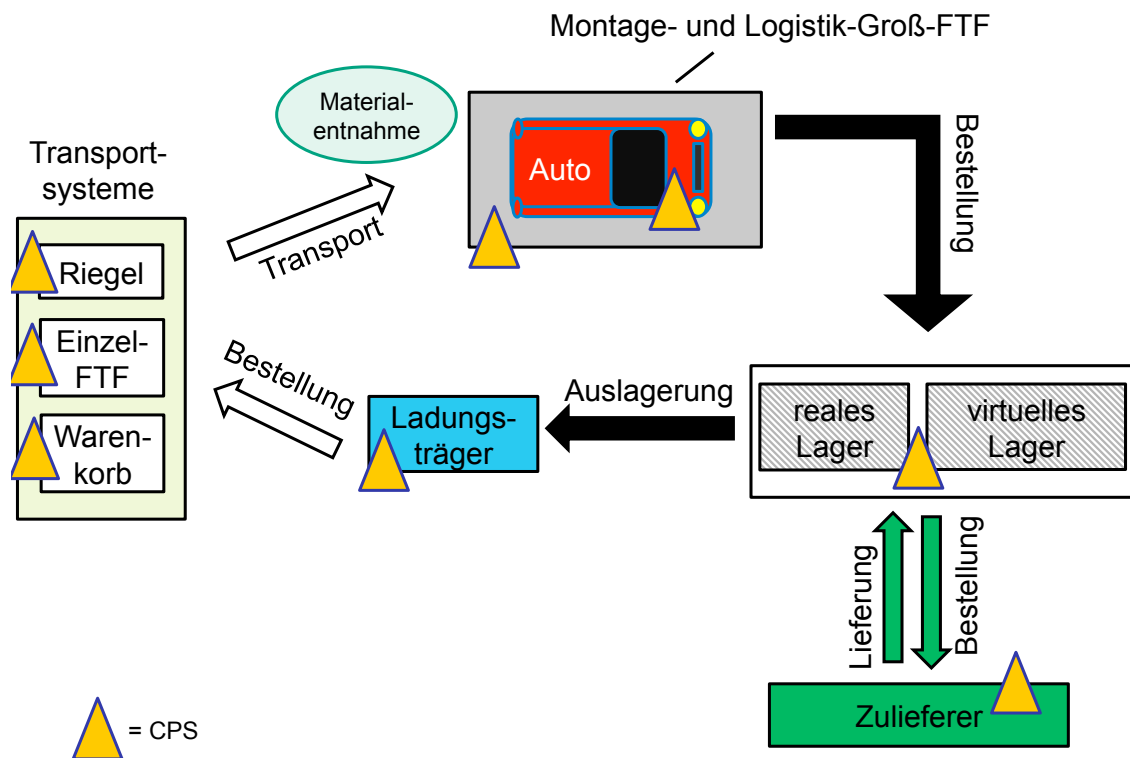 Montage- und Logistik-Groß-FTF
Material-
entnahme
Transport-
systeme
Auto
Bestellung
Transport
Riegel
Einzel-
FTF
Waren-
korb
Bestellung
Ladungs-
träger
Auslagerung
reales
Lager
virtuelles
Lager
Lieferung
Bestellung
Zulieferer
= CPS